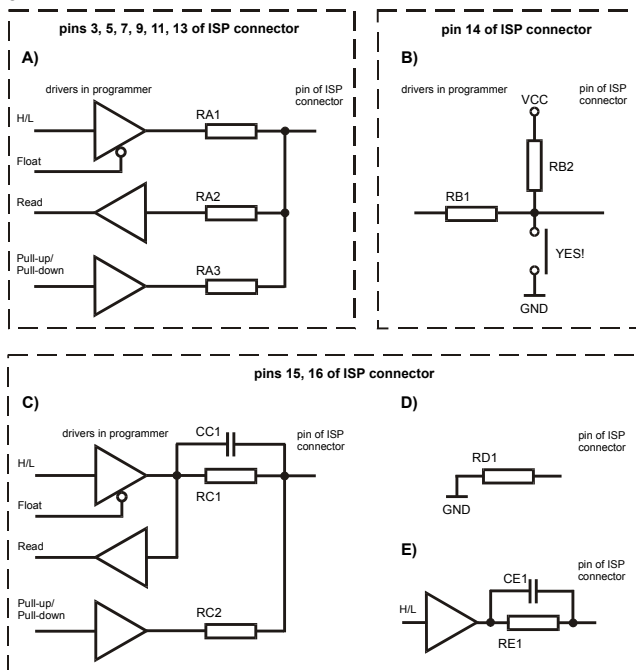 pins 3, 5, 7, 9, 11, 13 of ISP connector
A)
drivers in programmer
pin of ISP
connector
H/L
RA1
Float
Read
RA2
Pull-up/
Pull-down
RA3
pin 14 of ISP connector
B)
drivers in programmer
pin of ISP
connector
VCC
RB2
RB1
YES!
GND
pins 15, 16 of ISP connector
C)
drivers in programmer
CC1
pin of ISP
connector
H/L
RC1
Float
Read
Pull-up/
Pull-down
RC2
D)
pin of ISP
connector
RD1
GND
E)
pin of ISP
connector
CE1
H/L
RE1